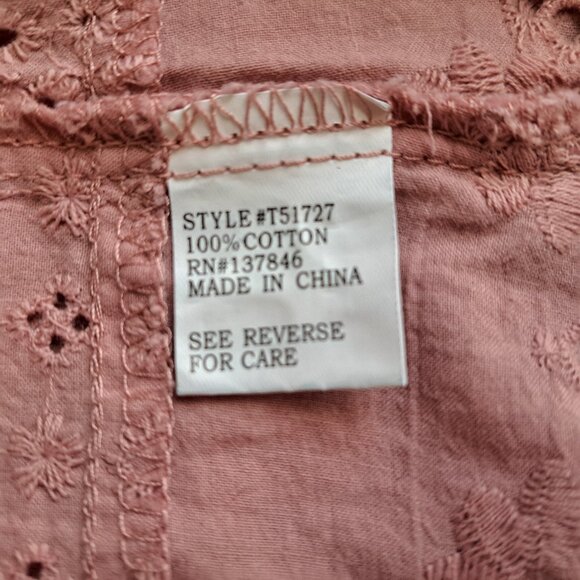 STYLE #T51727
100%COTTON
RN#137846
MADE IN CHINA
SEE REVERSE
FOR CARE